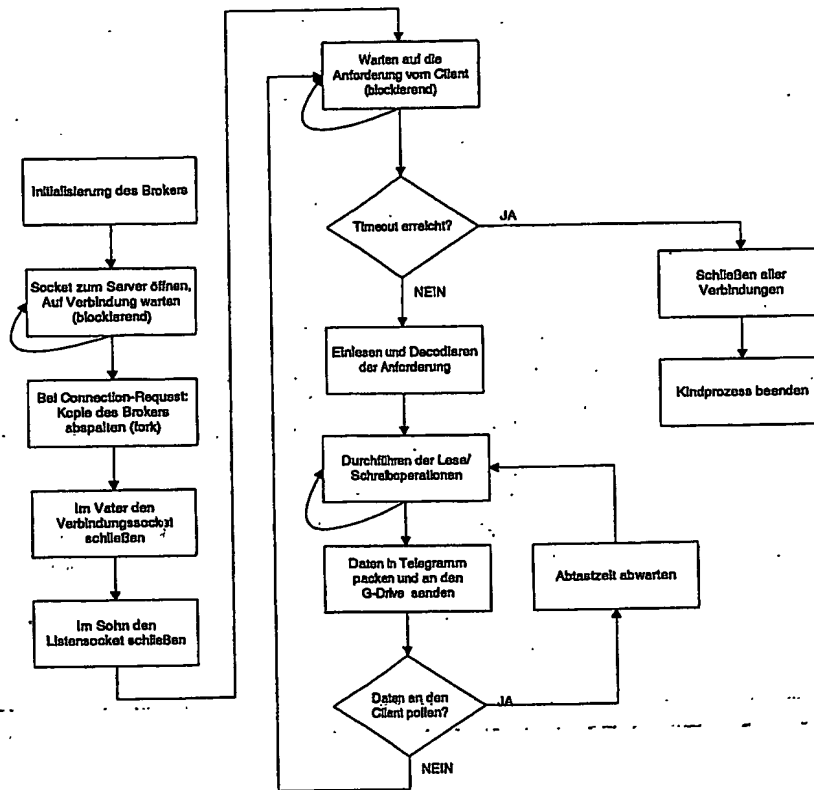 Initialisierung des Brokers
Socket zum Server öffnen,
Auf Verbindung warten
(blockierend)
Bei Connection-Request:
Kopie des Brokers
abspalten (fork)
Im Vater den
Verbindungssocket
schließen
Im Sohn den
Listensocket schließen
Warten auf die
Anforderung vom Client
(blockierend)
Timeout erreicht?
JA
NEIN
Schließen aller
Verbindungen
Kindprozess beenden
Einlesen und Decodieren
der Anforderung
Durchführen der Lese/
Schreiboperationen
Daten in Telegramm
packen und an den
G-Drive senden
Abtastzeit abwarten
Daten an den
Client pollen?
JA
NEIN